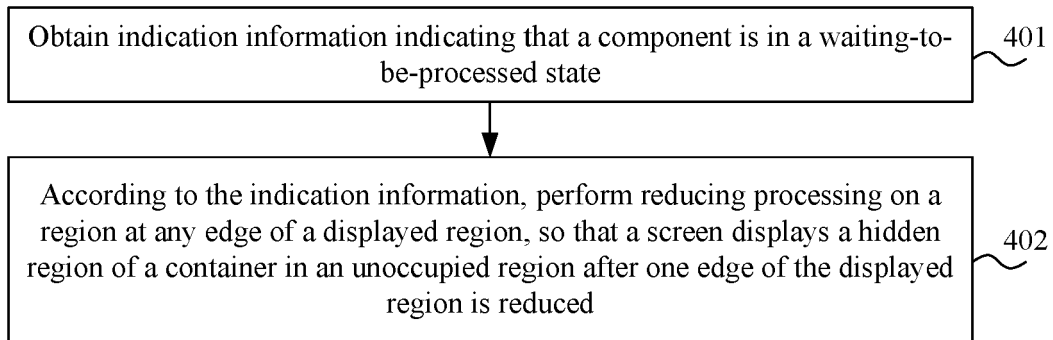 Obtain indication information indicating that a component is in a waiting-to-
be-processed state
401
According to the indication information, perform reducing processing on a
region at any edge of a displayed region, so that a screen displays a hidden
region of a container in an unoccupied region after one edge of the displayed
region is reduced
402